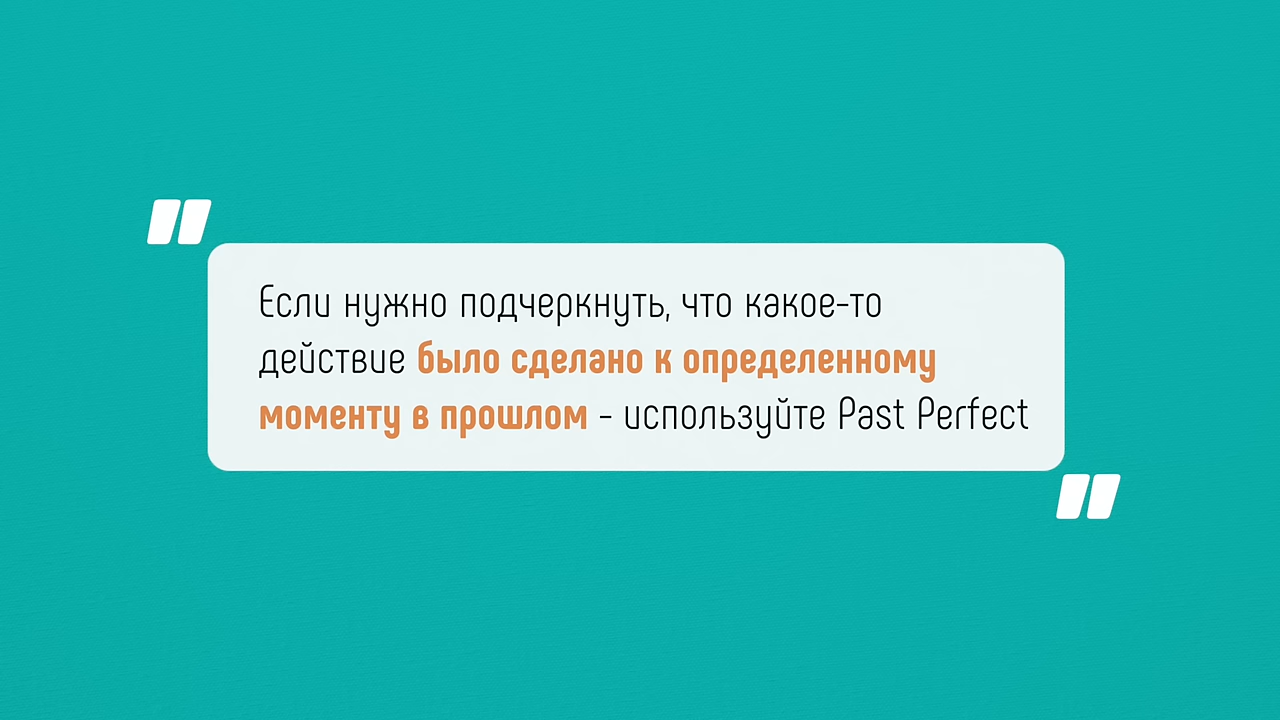 Если нужно подчеркнуть, что какое-то
действие было сделано к определенному
моменту в прошлом - используйте Past Perfect